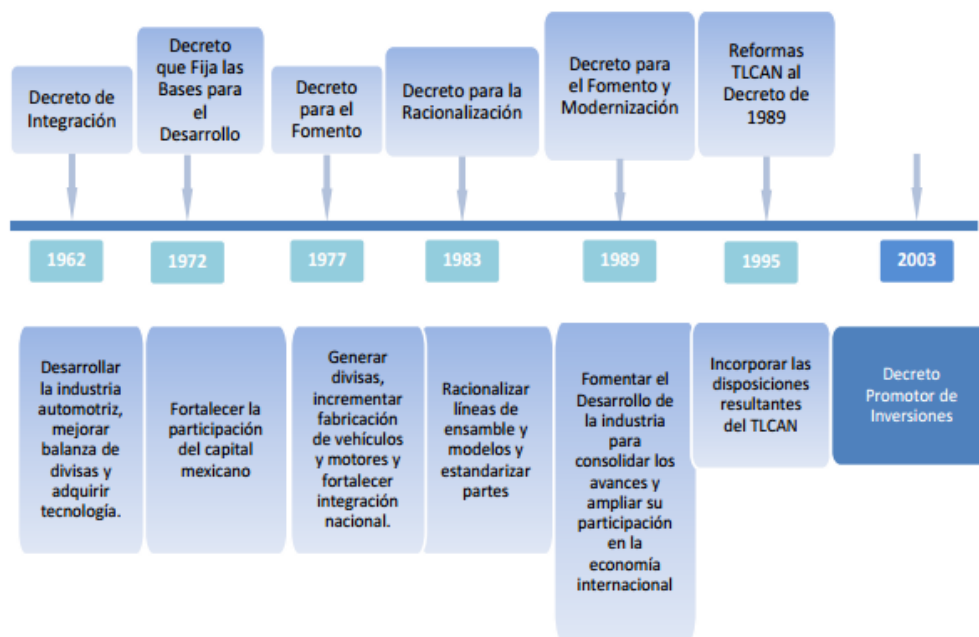 Decreto de
Integración
Decreto
que Fija las
Bases para
el
Desarrollo
Decreto
para el
Fomento
Decreto para la
Racionalización
Decreto para
el Fomento y
Modernización
Reformas
TLCAN al
Decreto de
1989
1962
1972
1977
1983
1989
1995
2003
Desarrollar
la industria
automotriz,
mejorar
balanza de
divisas y
adquirir
tecnología.
Fortalecer la
participación
del capital
mexicano
Generar
divisas,
incrementar
fabricación
de vehículos
y motores y
fortalecer
integración
nacional.
Racionalizar
líneas de
ensamble y
modelos y
estandarizar
partes
Fomentar el
Desarrollo de
la industria
para
consolidar los
avances y
ampliar su
participación
en la
economía
internacional
Incorporar las
disposiciones
resultantes
del TLCAN
Decreto
Promotor de
Inversiones